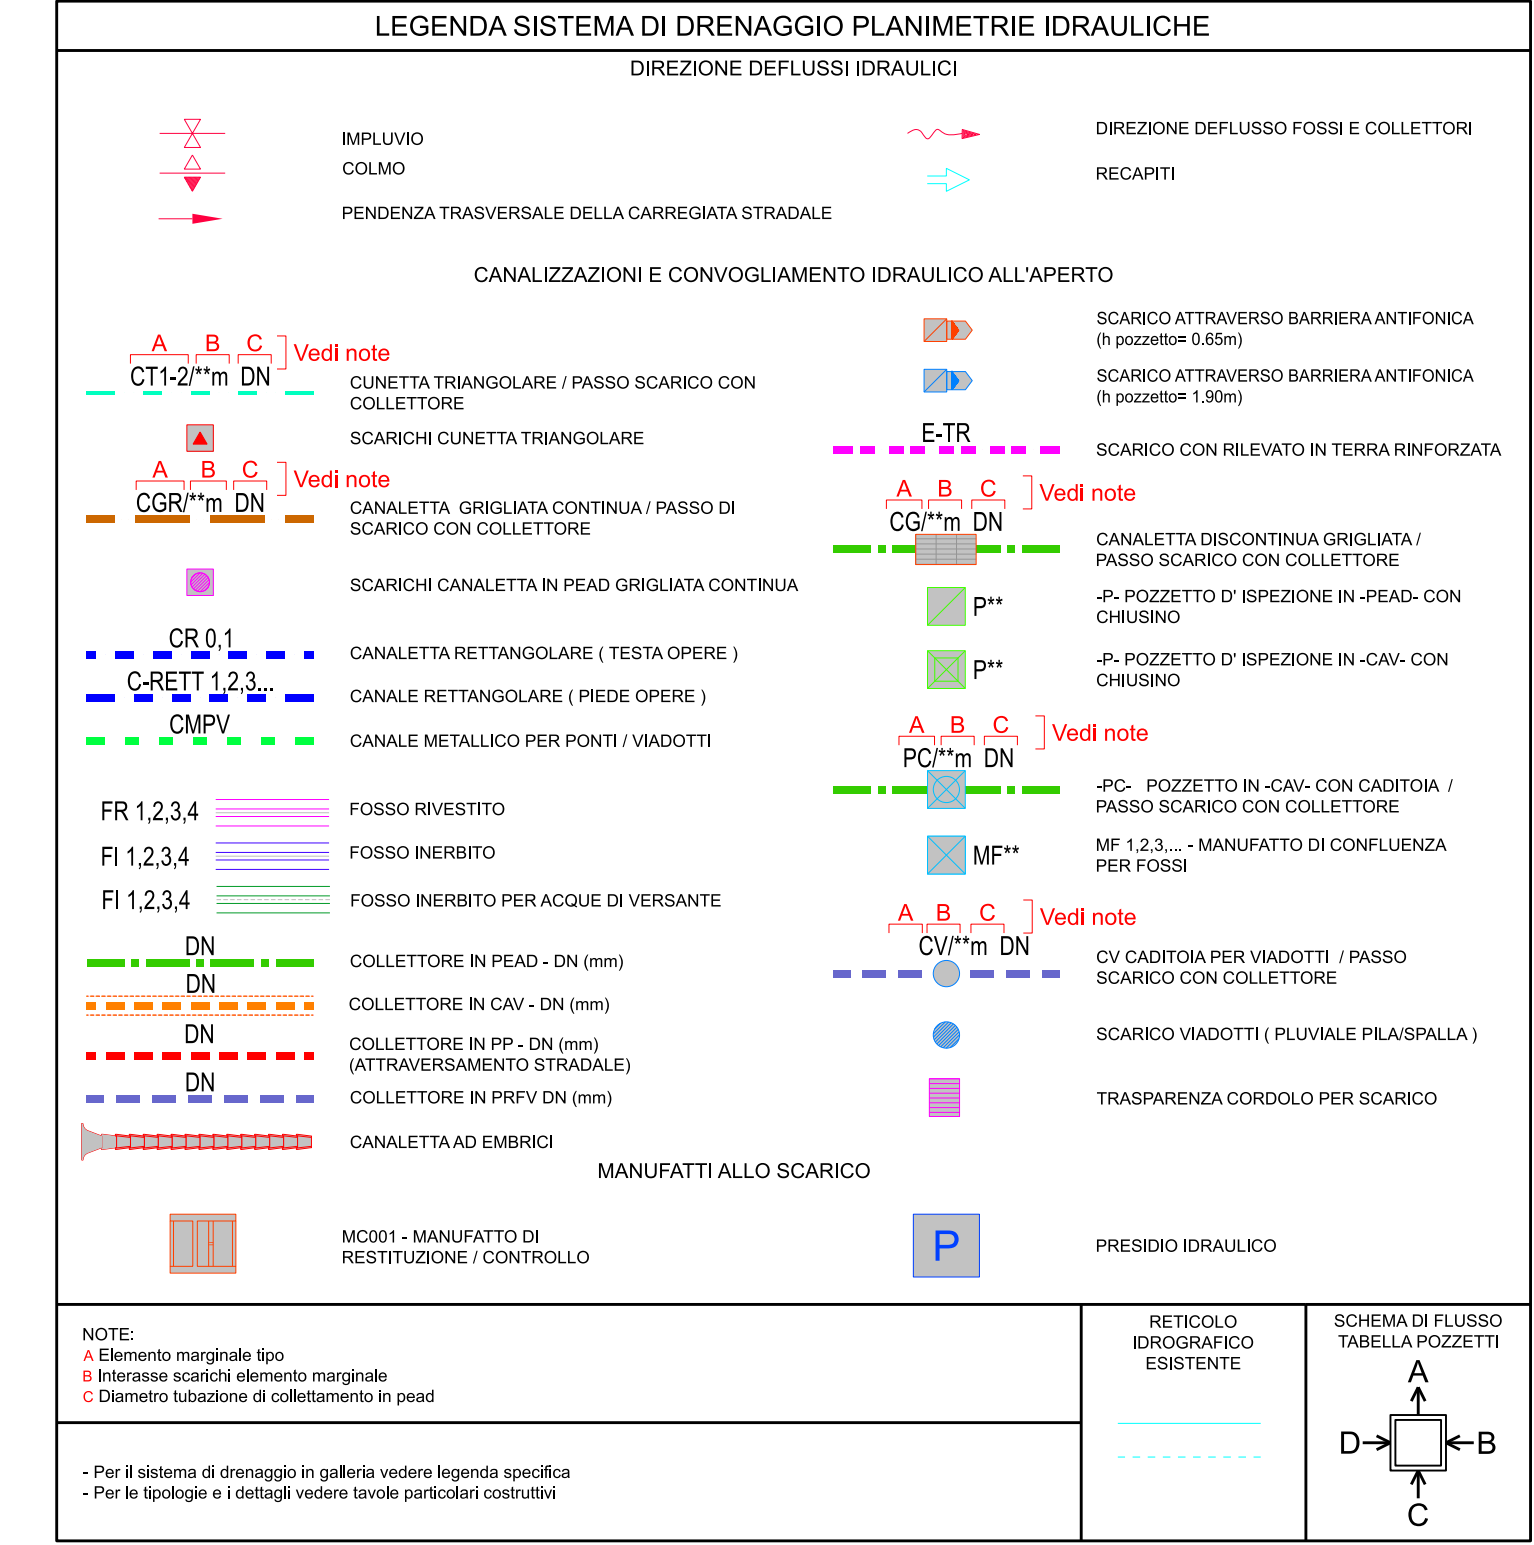 LEGENDA SISTEMA DI DRENAGGIO PLANIMETRIE IDRAULICHE
DIREZIONE DEFLUSSI IDRAULICI
IMPLUVIO
COLMO
PENDENZA TRASVERSALE DELLA CARREGIATA STRADALE
DIREZIONE DEFLUSSO FOSSI E COLLETTORI
RECAPITI
CANALIZZAZIONI E CONVOGLIAMENTO IDRAULICO ALL'APERTO
A B C
Vedi note
CT1-2/**m DN
CUNETTA TRIANGOLARE / PASSO SCARICO CON
COLLETTORE
SCARICHI CUNETTA TRIANGOLARE
A B C
Vedi note
CGR/**m DN
CANALETTA GRIGLIATA CONTINUA / PASSO DI
SCARICO CON COLLETTORE
SCARICHI CANALETTA IN PEAD GRIGLIATA CONTINUA
CR 0,1
CANALETTA RETTANGOLARE ( TESTA OPERE )
C-RETT 1,2,3...
CANALE RETTANGOLARE ( PIEDE OPERE )
CMPV
CANALE METALLICO PER PONTI / VIADOTTI
FR 1,2,3,4
FOSSO RIVESTITO
FI 1,2,3,4
FOSSO INERBITO
FI 1,2,3,4
FOSSO INERBITO PER ACQUE DI VERSANTE
DN
COLLETTORE IN PEAD - DN (mm)
DN
COLLETTORE IN CAV - DN (mm)
DN
COLLETTORE IN PP - DN (mm)
(ATTRAVERSAMENTO STRADALE)
DN
COLLETTORE IN PRFV DN (mm)
CANALETTA AD EMBRICI
SCARICO ATTRAVERSO BARRIERA ANTIFONICA
(h pozzetto= 0.65m)
SCARICO ATTRAVERSO BARRIERA ANTIFONICA
(h pozzetto= 1.90m)
E-TR
SCARICO CON RILEVATO IN TERRA RINFORZATA
A B C
Vedi note
CG/**m DN
CANALETTA DISCONTINUA GRIGLIATA /
PASSO SCARICO CON COLLETTORE
P**
-P- POZZETTO D' ISPEZIONE IN -PEAD- CON
CHIUSINO
P**
-P- POZZETTO D' ISPEZIONE IN -CAV- CON
CHIUSINO
A B C
Vedi note
PC/**m DN
-PC- POZZETTO IN -CAV- CON CADITOIA /
PASSO SCARICO CON COLLETTORE
MF**
MF 1,2,3,... - MANUFATTO DI CONFLUENZA
PER FOSSI
A B C
Vedi note
CV/**m DN
CV CADITOIA PER VIADOTTI / PASSO
SCARICO CON COLLETTORE
SCARICO VIADOTTI ( PLUVIALE PILA/SPALLA )
TRASPARENZA CORDOLO PER SCARICO
MANUFATTI ALLO SCARICO
MC001 - MANUFATTO DI
RESTITUZIONE / CONTROLLO
P
PRESIDIO IDRAULICO
NOTE:
A Elemento marginale tipo
B Interasse scarichi elemento marginale
C Diametro tubazione di collettamento in pead
- Per il sistema di drenaggio in galleria vedere legenda specifica
- Per le tipologie e i dettagli vedere tavole particolari costruttivi
RETICOLO
IDROGRAFICO
ESISTENTE
SCHEMA DI FLUSSO
TABELLA POZZETTI
A
D B
C